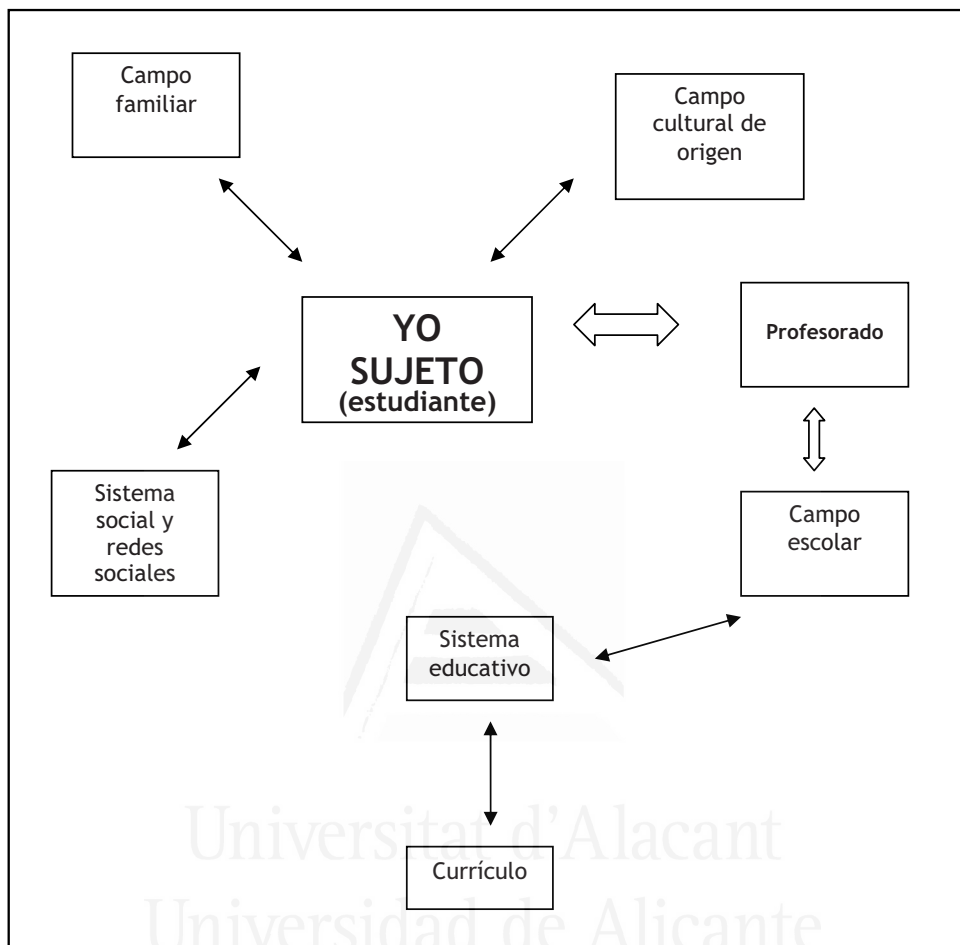 Campo
familiar
Campo
cultural de
origen
YO
SUJETO
(estudiante)
Profesorado
Sistema
social y
redes
sociales
Campo
escolar
Sistema
educativo
Currículo
Universitat d'Alacant
Universidad de Alicante